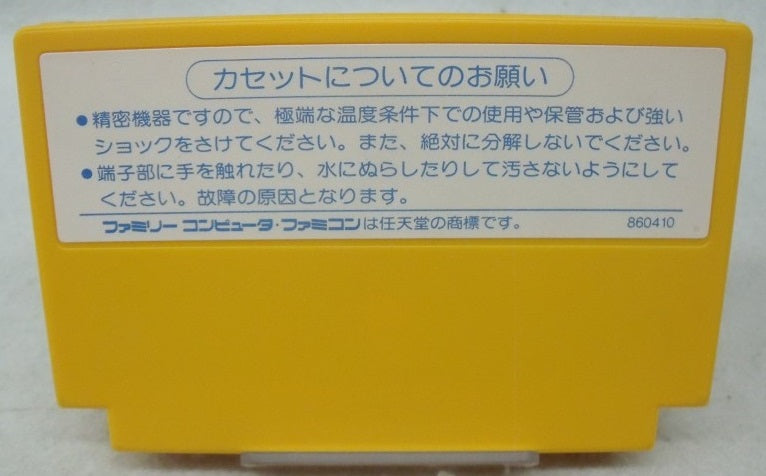 カセットについてのお願い
●精密機器ですので、極端な温度条件下での使用や保管および強い
ショックをさけてください。また、絶対に分解しないでください。
●端子部に手を触れたり、水にぬらしたりして汚さないようにして
ください。故障の原因となります。
ファミリーコンピュータ・ファミコンは任天堂の商標です。 860410